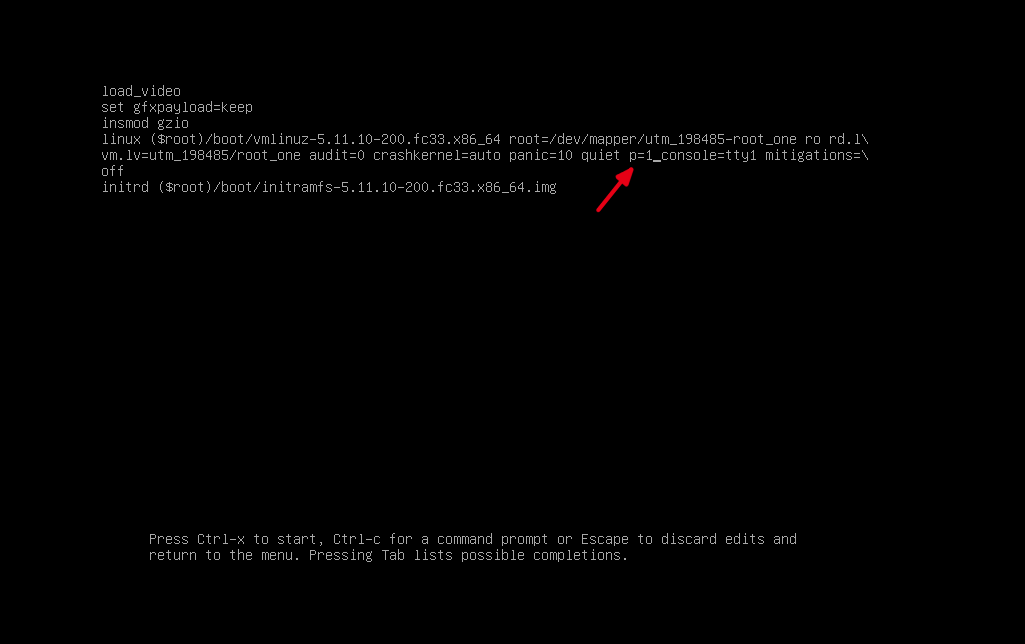 load_video
set gfxpayload=keep
insmod gzio
linux ($root)/boot/vmlinuz-5.11.10-200.fc33.x86_64 root=/dev/mapper/utm_198485-root_one ro rd.l\
vm.lv=utm_198485/root_one audit=0 crashkernel=auto panic=10 quiet p=1_console=tty1 mitigations=\
off
initrd ($root)/boot/initramfs-5.11.10-200.fc33.x86_64.img
Press Ctrl-x to start, Ctrl-c for a command prompt or Escape to discard edits and
return to the menu. Pressing Tab lists possible completions.